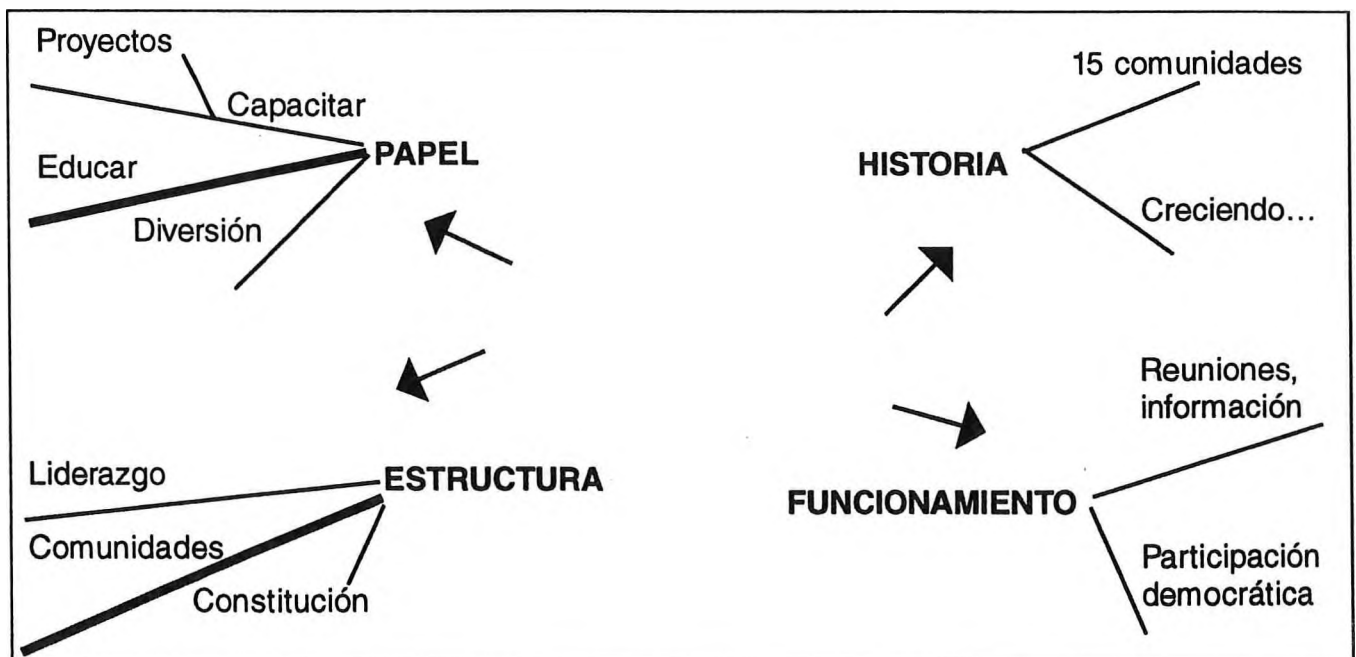 Proyectos
Capacitar
PAPEL
Educar
Diversión
15 comunidades
HISTORIA
Creciendo...
Liderazgo
ESTRUCTURA
Comunidades
Constitución
Reuniones,
información
FUNCIONAMIENTO
Participación
democrática